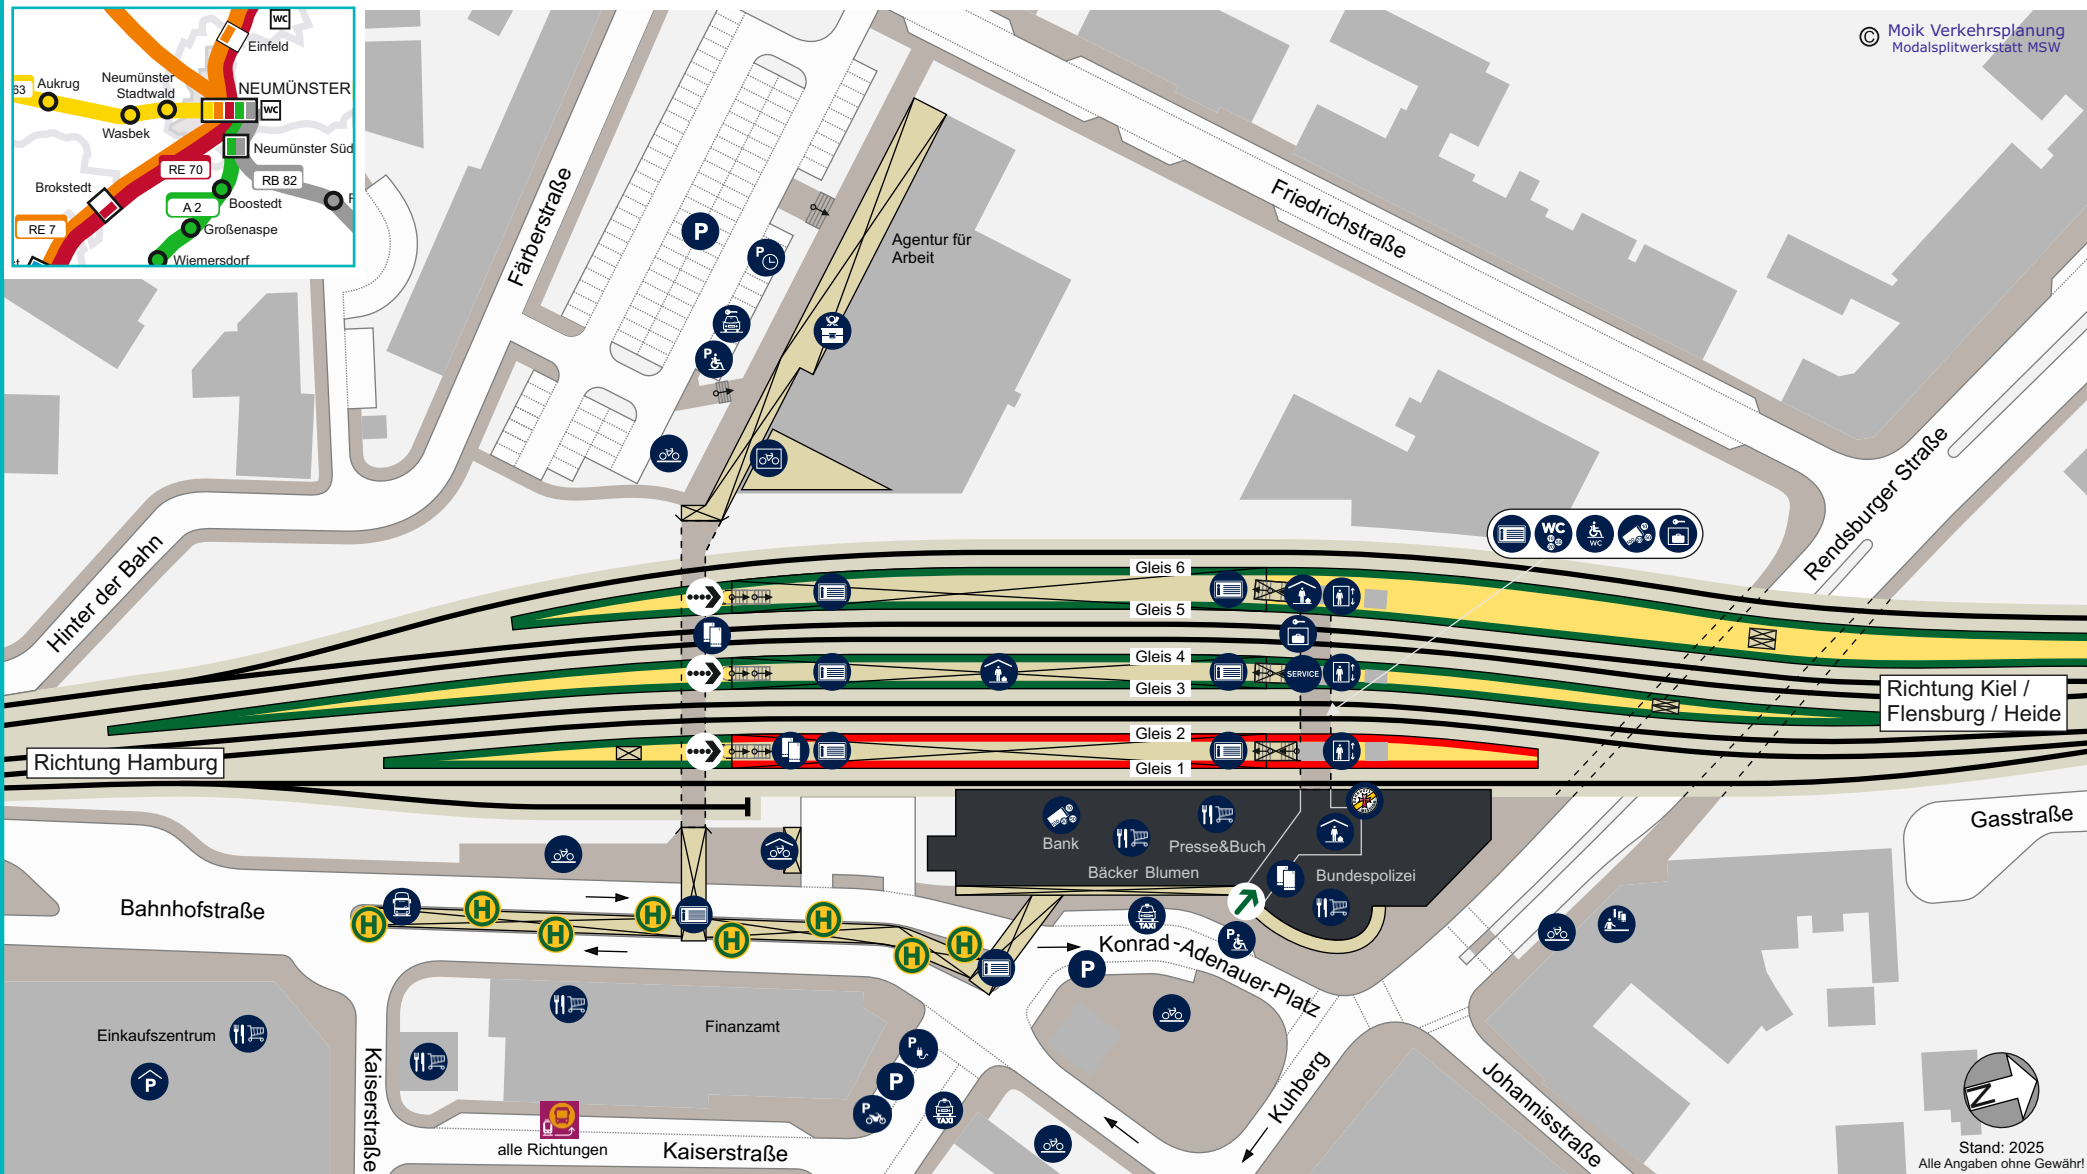 © Moik Verkehrsplanung
Modalsplitwerkstatt MSW
WC
Einfeld
63
Aukrug
Neumünster
Stadtwald
NEUMÜNSTER
WC
Wasbek
Neumünster Süd
RE 70
RB 82
Brokstedt
A 2
Boostedt
RE 7
Großenaspe
Wiemersdorf
Färberstraße
Friedrichstraße
Agentur für
Arbeit
P
P
P
Rendsburger Straße
Hinter der Bahn
WC
WC
Gleis 6
Gleis 5
Gleis 4
Gleis 3
SERVICE
Gleis 2
Gleis 1
Richtung Kiel /
Flensburg / Heide
Richtung Hamburg
Gasstraße
Bank
Presse&Buch
Bäcker Blumen
Bundespolizei
Bahnhofstraße
H
H
H
H
H
H
H
H
TAXI
P
Konrad-Adenauer-Platz
P
Finanzamt
Einkaufszentrum
P
P
P
P
TAXI
Kaiserstraße
Kaiserstraße
alle Richtungen
Kuhberg
Johannisstraße
N
Stand: 2025
Alle Angaben ohne Gewähr!